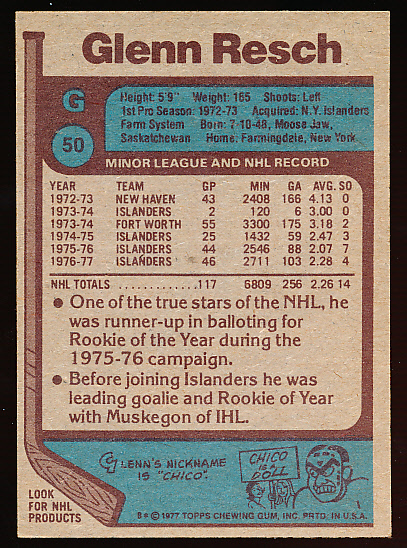 Glenn Resch
G
50
Height: 5'9" Weight: 165 Shoots: Left
1st Pro Season: 1972-73 Acquired: N.Y. Islanders
Farm System Born: 7-10-48, Moose Jaw,
Saskatchewan Home: Farmingdale, New York
MINOR LEAGUE AND NHL RECORD
YEAR TEAM GP MIN GA AVG. SO
1972-73 NEW HAVEN 43 2408 166 4.13 0
1973-74 ISLANDERS 2 120 6 3.00 0
1973-74 FORT WORTH 55 3300 175 3.18 2
1974-75 ISLANDERS 25 1432 59 2.47 3
1975-76 ISLANDERS 44 2546 88 2.07 7
1976-77 ISLANDERS 46 2711 103 2.28 4
NHL TOTALS .............117 6809 256 2.26 14
● One of the true stars of the NHL, he
was runner-up in balloting for
Rookie of the Year during the
1975-76 campaign.
● Before joining Islanders he was
leading goalie and Rookie of Year
with Muskegon of IHL.
GLENN'S NICKNAME
IS "CHICO".
CHICO
IS A
DOLL
LOOK
FOR NHL
PRODUCTS
B* © 1977 TOPPS CHEWING GUM, INC. PRTD. IN U.S.A.